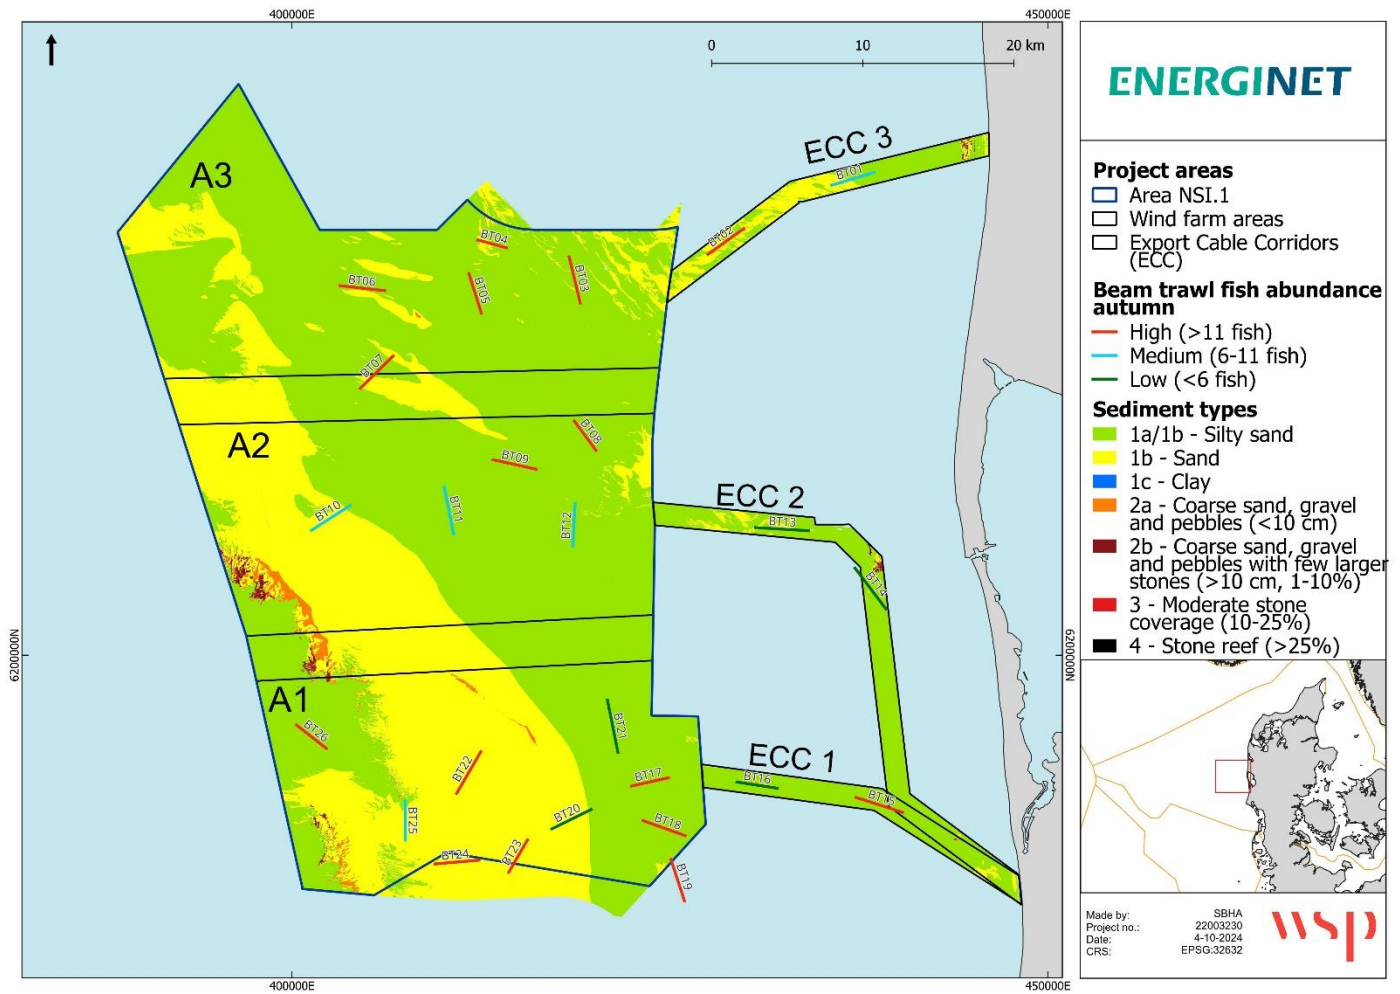 400000E
450000E
0 10 20 km
ECC 3
A3
BT01
BT02
BT04
BT03
BT05
BT06
BT07
A2
BT08
BT09
BT10
BT11
BT12
ECC 2
BT13
BT14
6200000N
6200000N
A1
BT26
BT21
BT22
BT17
ECC 1
BT16
BT15
BT25
BT20
BT18
BT24
BT23
BT19
400000E
450000E
ENERGINET
Project areas
Area NSI.1
Wind farm areas
Export Cable Corridors
(ECC)
Beam trawl fish abundance
autumn
High (>11 fish)
Medium (6-11 fish)
Low (<6 fish)
Sediment types
1a/1b - Silty sand
1b - Sand
1c - Clay
2a - Coarse sand, gravel
and pebbles (<10 cm)
2b - Coarse sand, gravel
and pebbles with few larger
stones (>10 cm, 1-10%)
3 - Moderate stone
coverage (10-25%)
4 - Stone reef (>25%)
Made by: SBHA
Project no.: 22003230
Date: 4-10-2024
CRS: EPSG:32632
wsp